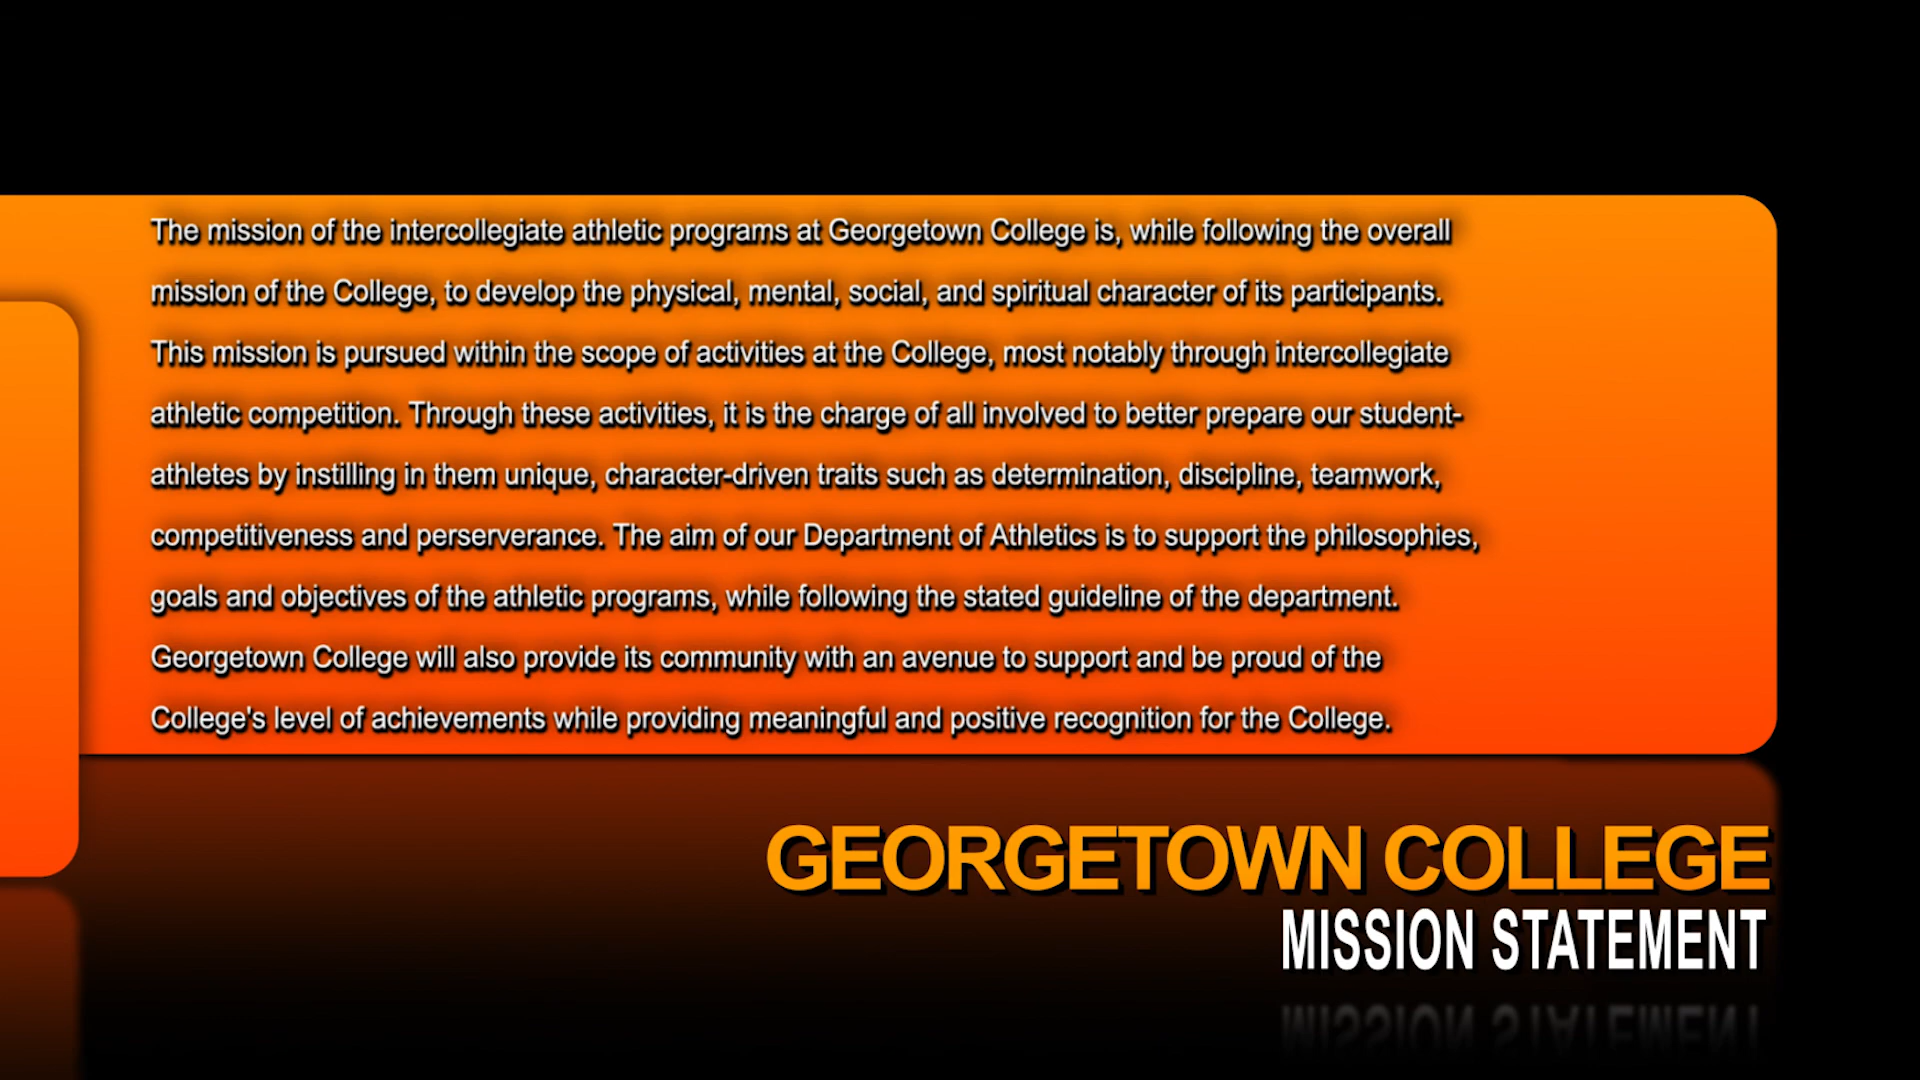 The mission of the intercollegiate athletic programs at Georgetown College is, while following the overall
mission of the College, to develop the physical, mental, social, and spiritual character of its participants.
This mission is pursued within the scope of activities at the College, most notably through intercollegiate
athletic competition. Through these activities, it is the charge of all involved to better prepare our student-
athletes by instilling in them unique, character-driven traits such as determination, discipline, teamwork,
competitiveness and perserverance. The aim of our Department of Athletics is to support the philosophies,
goals and objectives of the athletic programs, while following the stated guideline of the department.
Georgetown College will also provide its community with an avenue to support and be proud of the
College's level of achievements while providing meaningful and positive recognition for the College.
GEORGETOWN COLLEGE
MISSION STATEMENT